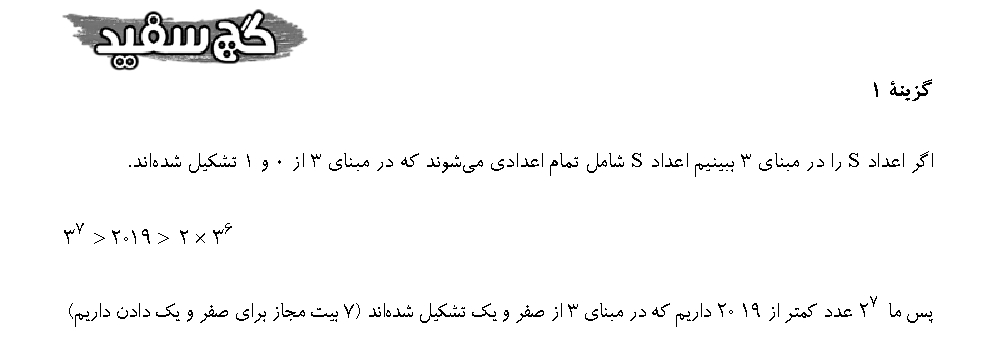 گچ سفید
گزینهٔ ۱
اگر اعداد S را در مبنای ۳ ببینیم اعداد S شامل تمام اعدادی می‌شوند که در مبنای ۳ از ۰ و ۱ تشکیل شده‌اند.
۳^۷ > ۲۰۱۹ > ۲ × ۳^۶
پس ما ۲^۷ عدد کمتر از ۲۰۱۹ داریم که در مبنای ۳ از صفر و یک تشکیل شده‌اند (۷ بیت مجاز برای صفر و یک دادن داریم)